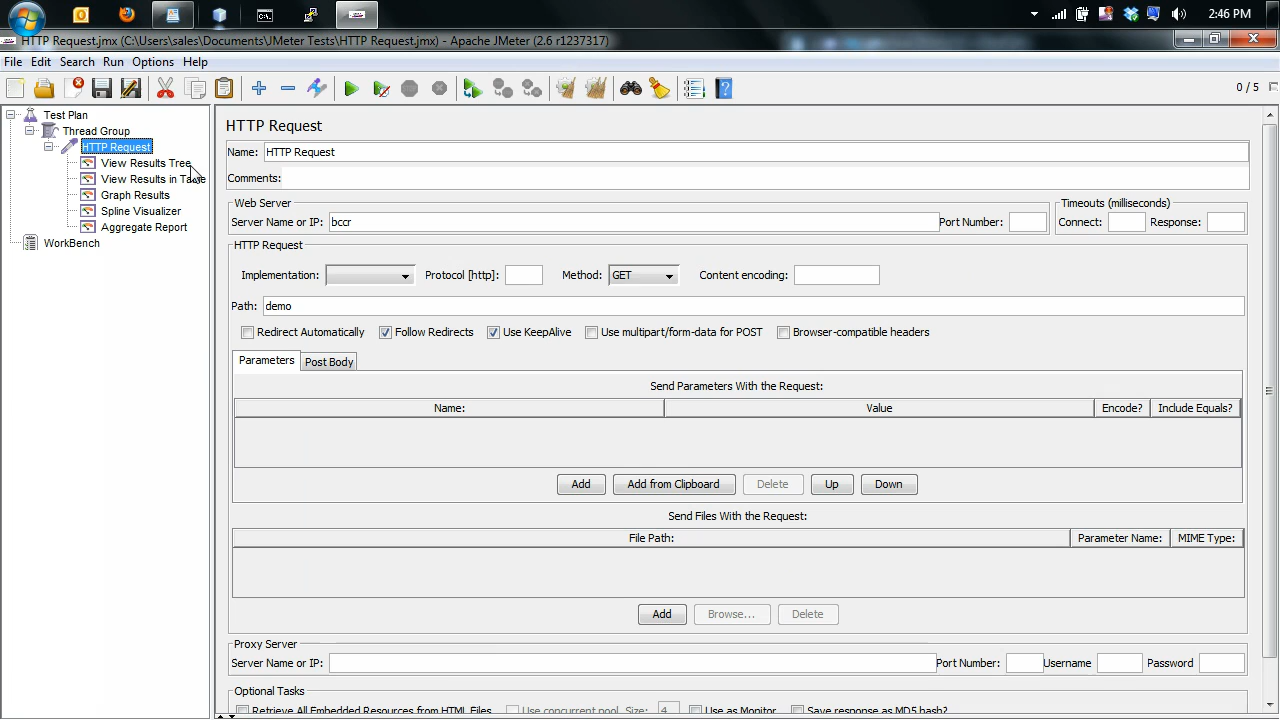 2:46 PM
HTTP Request.jmx (C:\Users\sales\Documents\JMeter Tests\HTTP Request.jmx) - Apache JMeter (2.6 r1237317)
File Edit Search Run Options Help
0 / 5
Test Plan
Thread Group
HTTP Request
View Results Tree
View Results in Table
Graph Results
Spline Visualizer
Aggregate Report
WorkBench
HTTP Request
Name: HTTP Request
Comments:
Web Server
Timeouts (milliseconds)
Server Name or IP: bccr Port Number: Connect: Response:
HTTP Request
Implementation: Protocol [http]: Method: GET Content encoding:
Path: demo
Redirect Automatically Follow Redirects Use KeepAlive Use multipart/form-data for POST Browser-compatible headers
Parameters Post Body
Send Parameters With the Request:
Name: Value Encode? Include Equals?
Add Add from Clipboard Delete Up Down
Send Files With the Request:
File Path: Parameter Name: MIME Type:
Add Browse... Delete
Proxy Server
Server Name or IP: Port Number: Username Password
Optional Tasks
Retrieve All Embedded Resources from HTML Files Use concurrent pool. Size: 4 Use as Monitor Save response as MD5 hash?